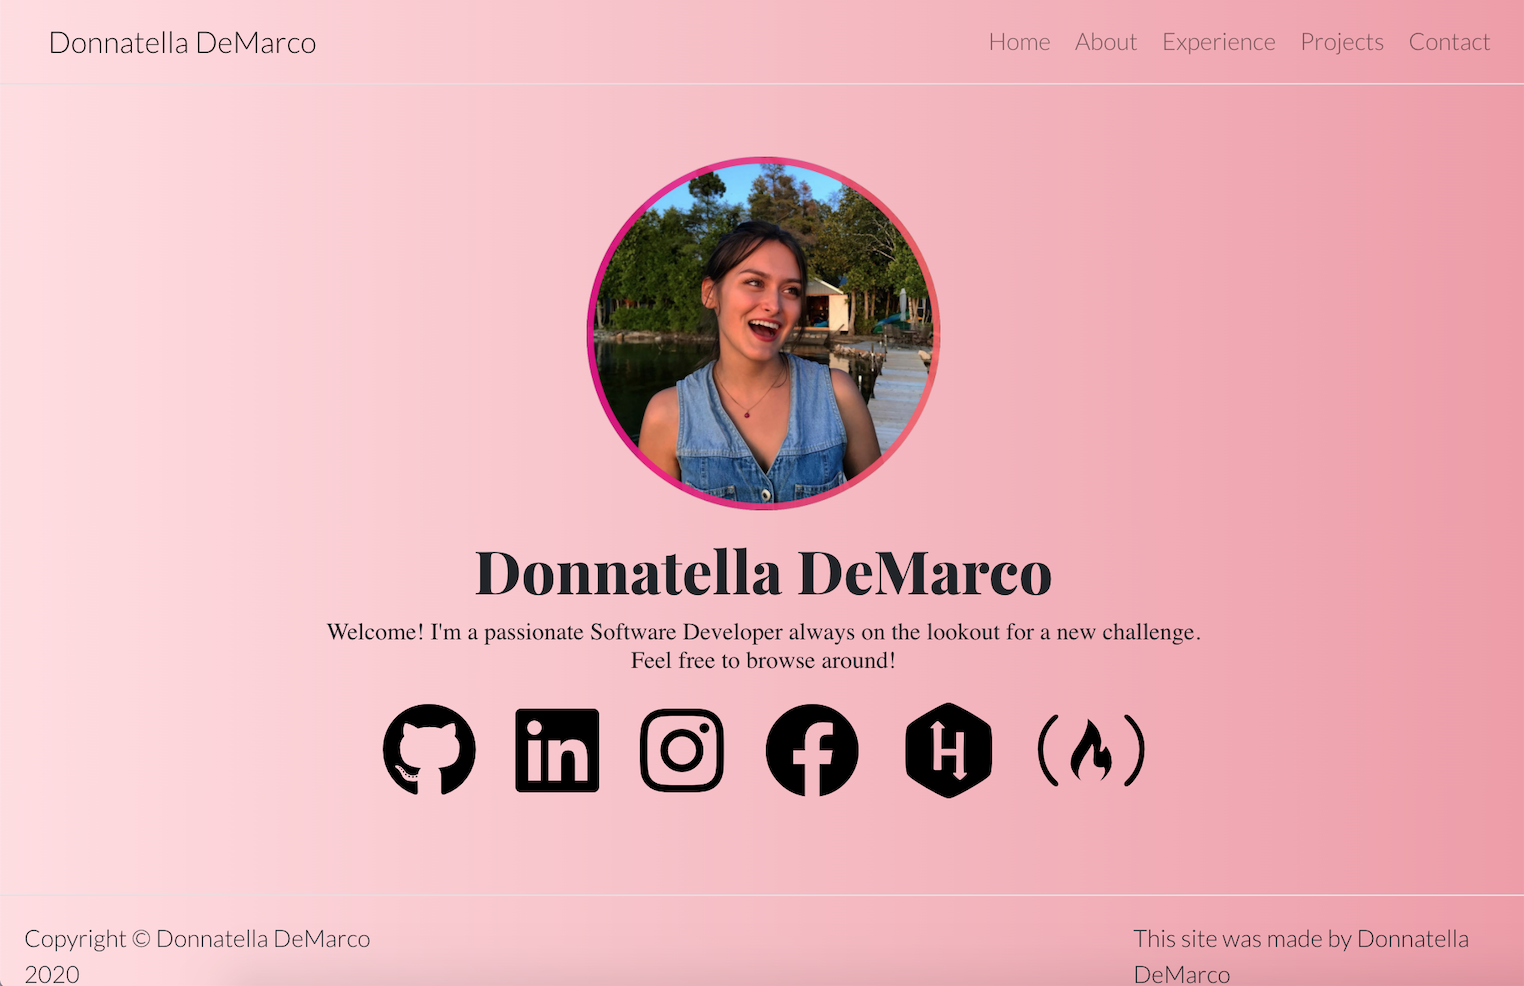 Donnatella DeMarco
Home About Experience Projects Contact
Donnatella DeMarco
Welcome! I'm a passionate Software Developer always on the lookout for a new challenge.
Feel free to browse around!
in
H
Copyright © Donnatella DeMarco
2020
This site was made by Donnatella
DeMarco